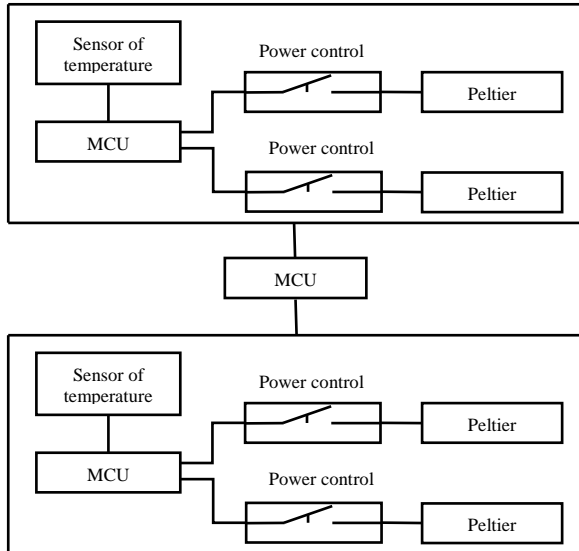 Sensor of
temperature
Power control
Peltier
MCU
Power control
Peltier
MCU
Sensor of
temperature
Power control
Peltier
MCU
Power control
Peltier